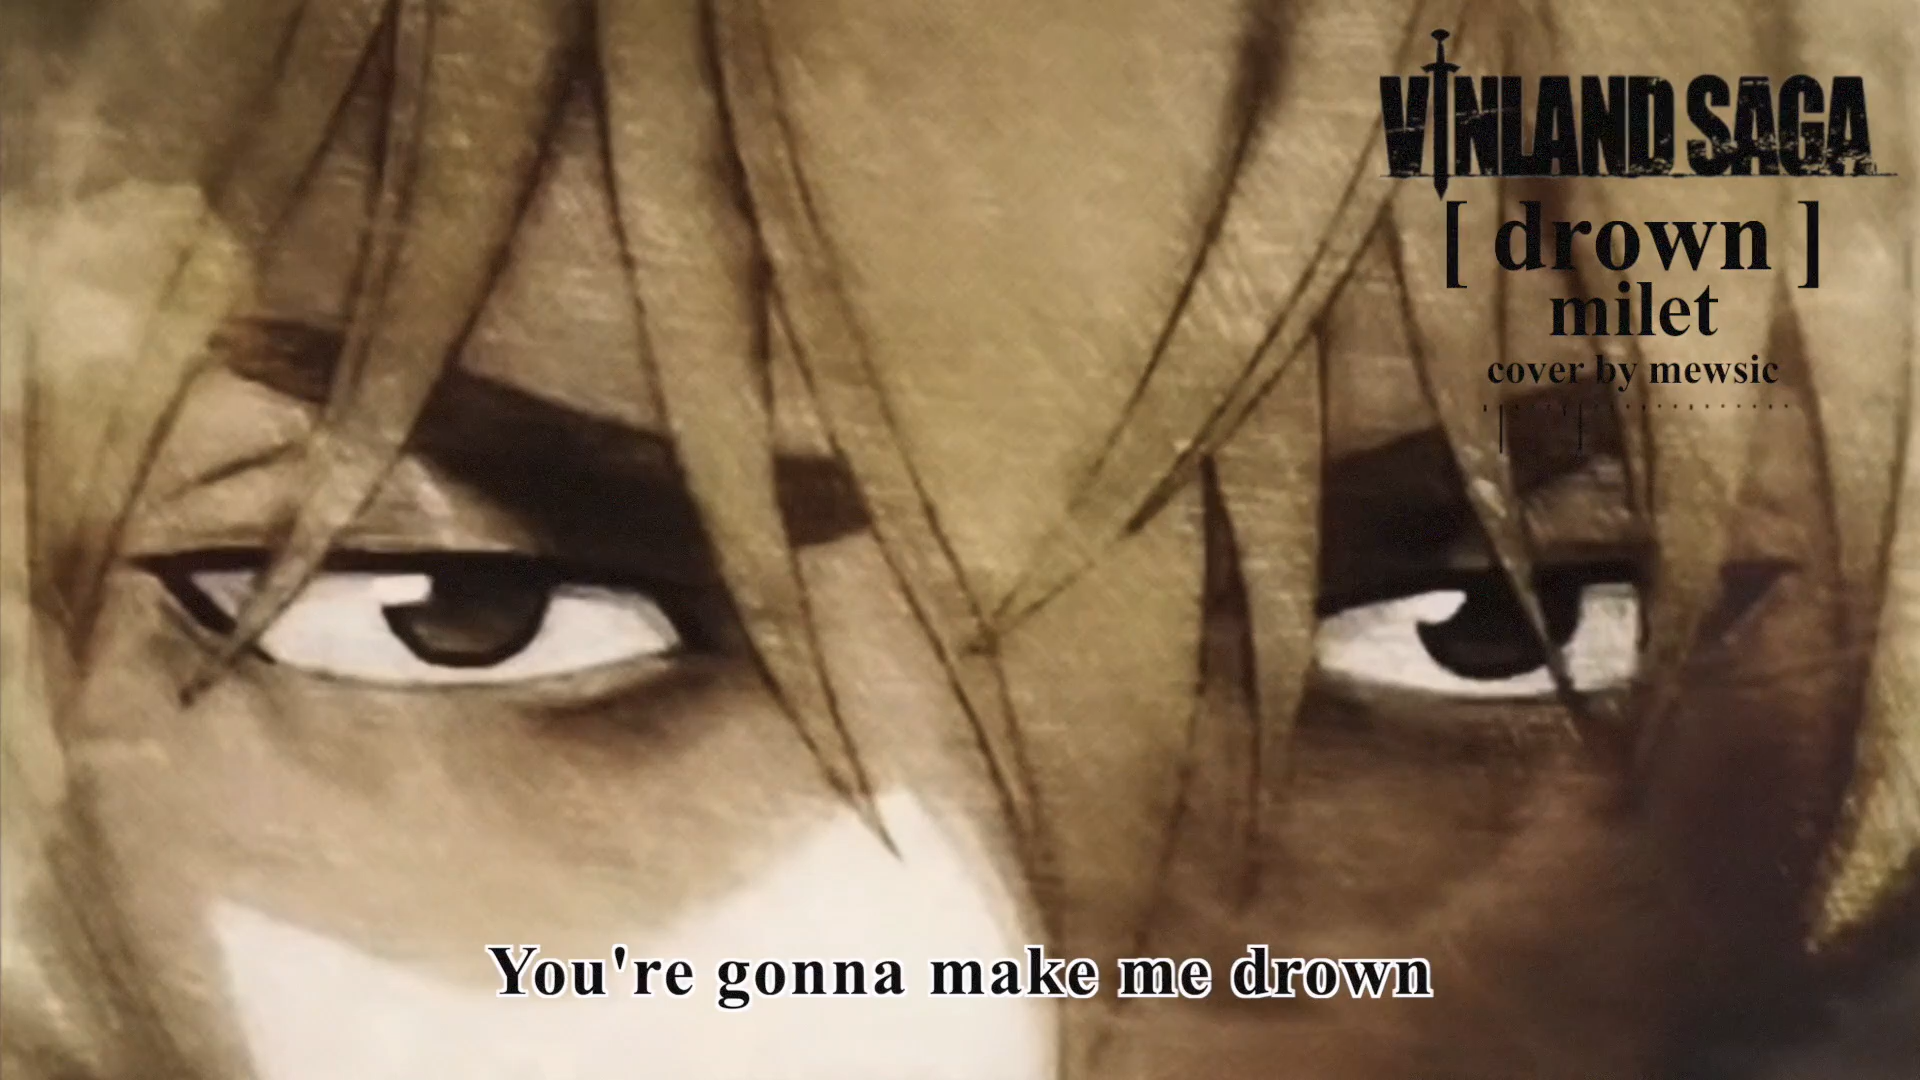 VINLAND SAGA
[ drown ]
milet
cover by mewsic
You're gonna make me drown